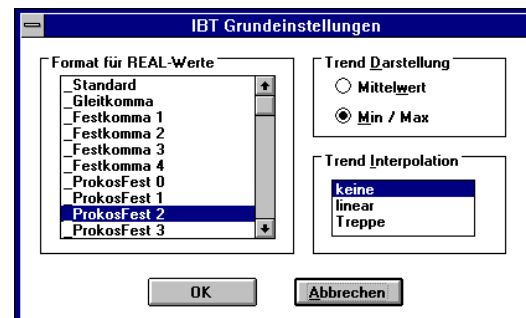 IBT Grundeinstellungen
Format für REAL-Werte
_Standard
_Gleitkomma
_Festkomma 1
_Festkomma 2
_Festkomma 3
_Festkomma 4
_ProkosFest 0
_ProkosFest 1
_ProkosFest 2
_ProkosFest 3
Trend Darstellung
Mittelwert
Min / Max
Trend Interpolation
keine
linear
Treppe
OK
Abbrechen